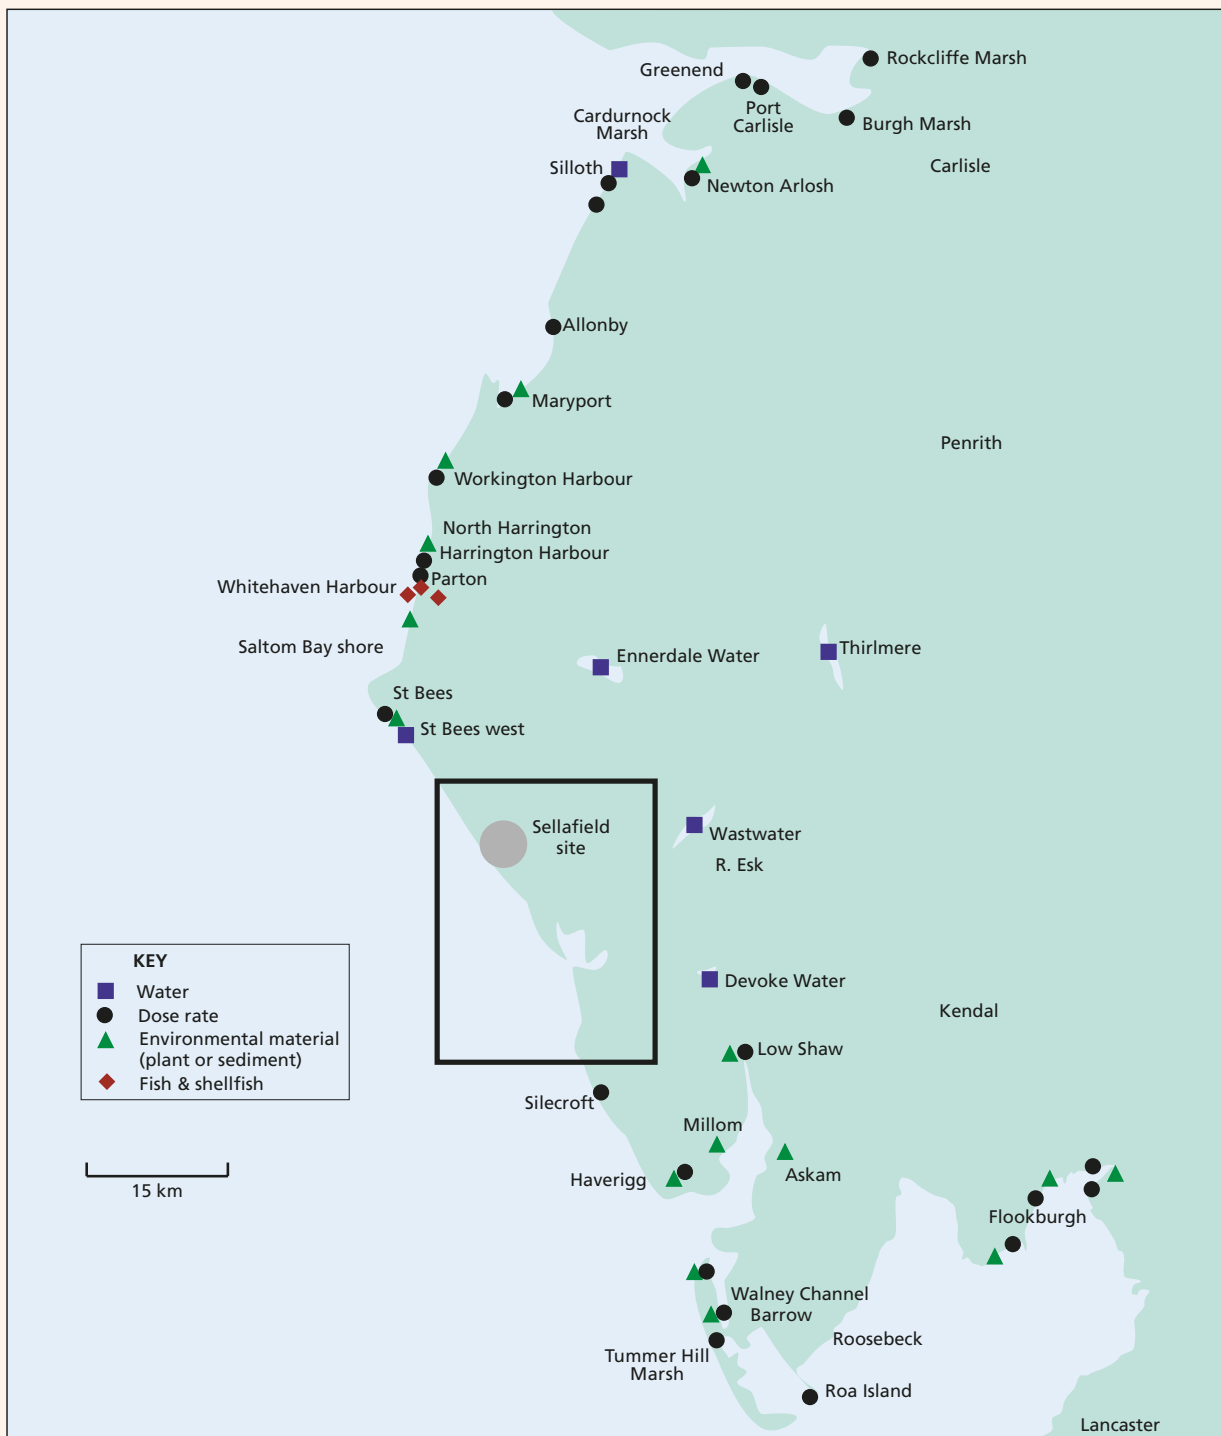 Rockcliffe Marsh
Greenend
Port
Carlisle
Cardurnock
Marsh
Burgh Marsh
Silloth
Carlisle
Newton Arlosh
Allonby
Maryport
Penrith
Workington Harbour
North Harrington
Harrington Harbour
Parton
Whitehaven Harbour
Saltom Bay shore
Ennerdale Water
Thirlmere
St Bees
St Bees west
Sellafield
site
Wastwater
R. Esk
KEY
Water
Dose rate
Environmental material
(plant or sediment)
Fish & shellfish
Devoke Water
Kendal
Low Shaw
Silecroft
Millom
15 km
Haverigg
Askam
Flookburgh
Walney Channel
Barrow
Roosebeck
Tummer Hill
Marsh
Roa Island
Lancaster